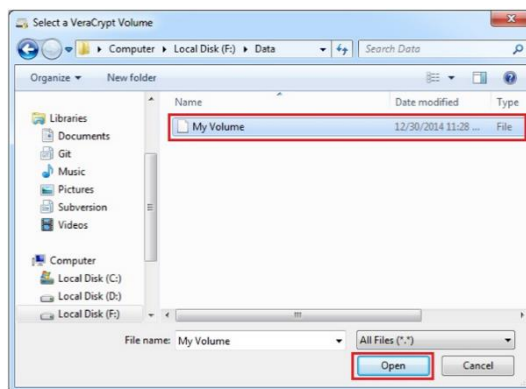 Select a VeraCrypt Volume
Computer Local Disk (F:) Data
Search Data
Organize New folder
Name Date modified Type
My Volume 12/30/2014 11:28 ... File
Libraries
Documents
Git
Music
Pictures
Subversion
Videos
Computer
Local Disk (C:)
Local Disk (D:)
Local Disk (F:)
File name: My Volume All Files (*.*)
Open Cancel